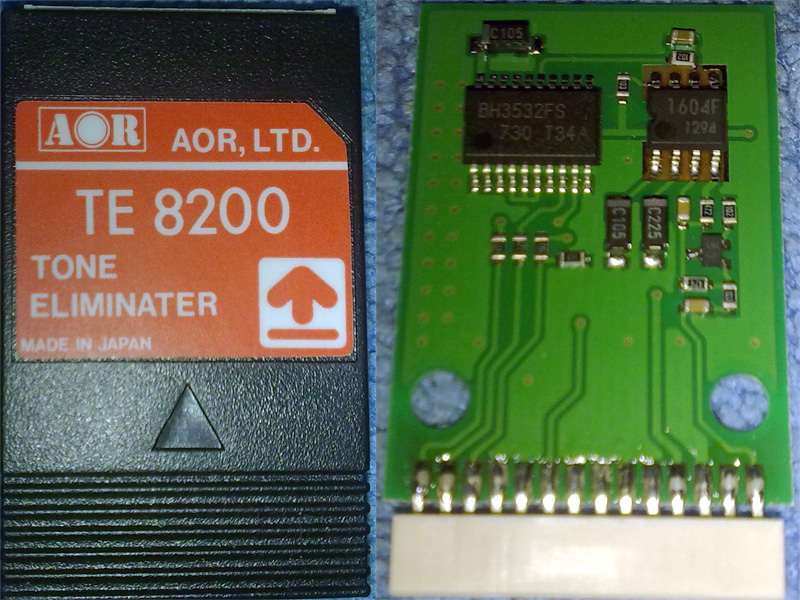 AOR
AOR, LTD.
TE 8200
TONE
ELIMINATER
MADE IN JAPAN
C105
BH3532FS
730 T34A
1604F
1294
C105
C225